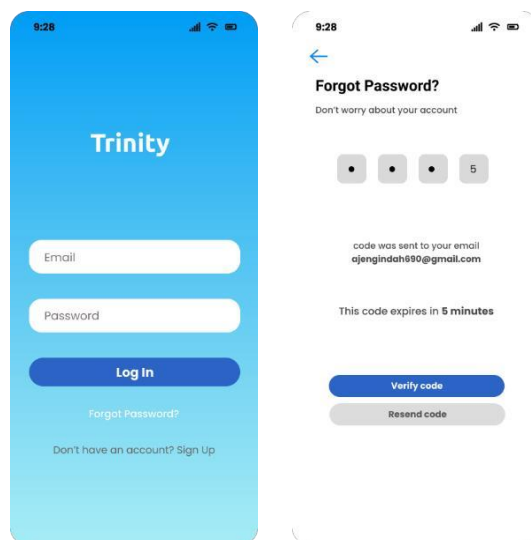 9:28
Trinity
Email
Password
Log In
Forgot Password?
Don't have an account? Sign Up
9:28
Forgot Password?
Don't worry about your account
5
code was sent to your email
ajengindah690@gmail.com
This code expires in 5 minutes
Verify code
Resend code